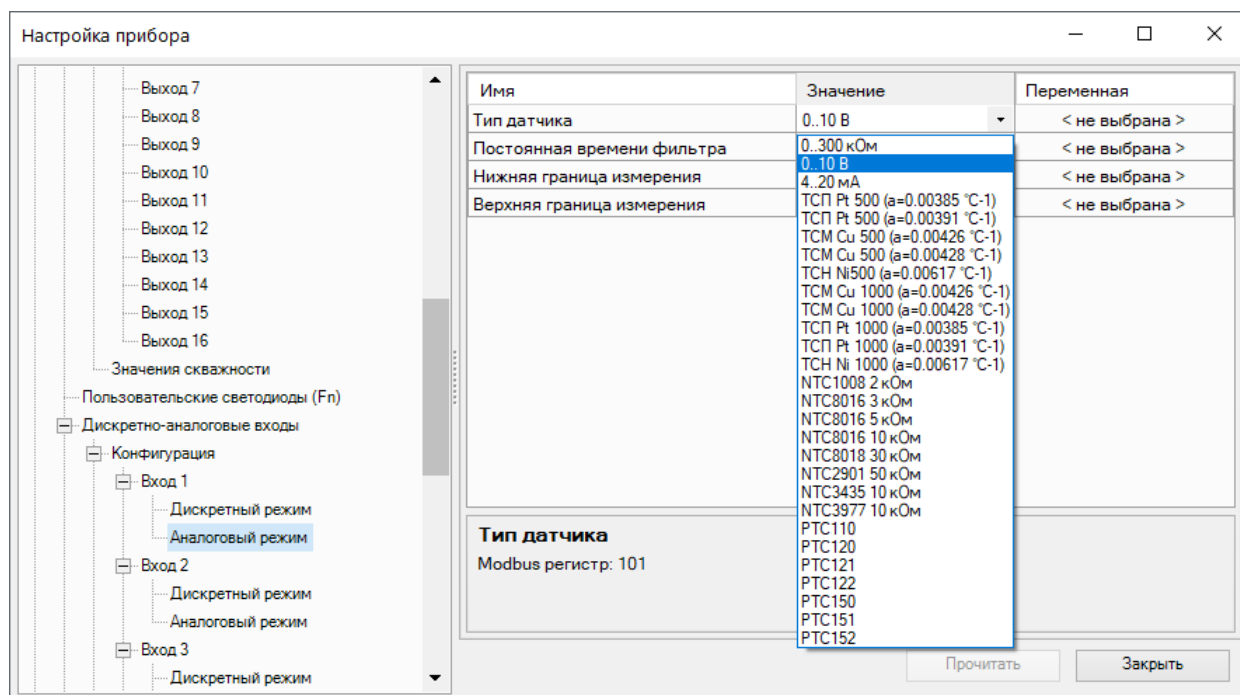 Настройка прибора
Выход 7
Выход 8
Выход 9
Выход 10
Выход 11
Выход 12
Выход 13
Выход 14
Выход 15
Выход 16
Значения скважности
Пользовательские светодиоды (Fn)
Дискретно-аналоговые входы
Конфигурация
Вход 1
Дискретный режим
Аналоговый режим
Вход 2
Дискретный режим
Аналоговый режим
Вход 3
Дискретный режим
Имя Значение Переменная
Тип датчика 0..10 В < не выбрана >
Постоянная времени фильтра < не выбрана >
Нижняя граница измерения < не выбрана >
Верхняя граница измерения < не выбрана >
0..300 кОм
0..10 В
4..20 мА
ТСП Pt 500 (a=0.00385 °C-1)
ТСП Pt 500 (a=0.00391 °C-1)
ТСМ Cu 500 (a=0.00426 °C-1)
ТСМ Cu 500 (a=0.00428 °C-1)
ТСН Ni500 (a=0.00617 °C-1)
ТСМ Cu 1000 (a=0.00426 °C-1)
ТСМ Cu 1000 (a=0.00428 °C-1)
ТСП Pt 1000 (a=0.00385 °C-1)
ТСП Pt 1000 (a=0.00391 °C-1)
ТСН Ni 1000 (a=0.00617 °C-1)
NTC1008 2 кОм
NTC8016 3 кОм
NTC8016 5 кОм
NTC8016 10 кОм
NTC8018 30 кОм
NTC2901 50 кОм
NTC3435 10 кОм
NTC3977 10 кОм
PTC110
PTC120
PTC121
PTC122
PTC150
PTC151
PTC152
Тип датчика
Modbus регистр: 101
Прочитать
Закрыть